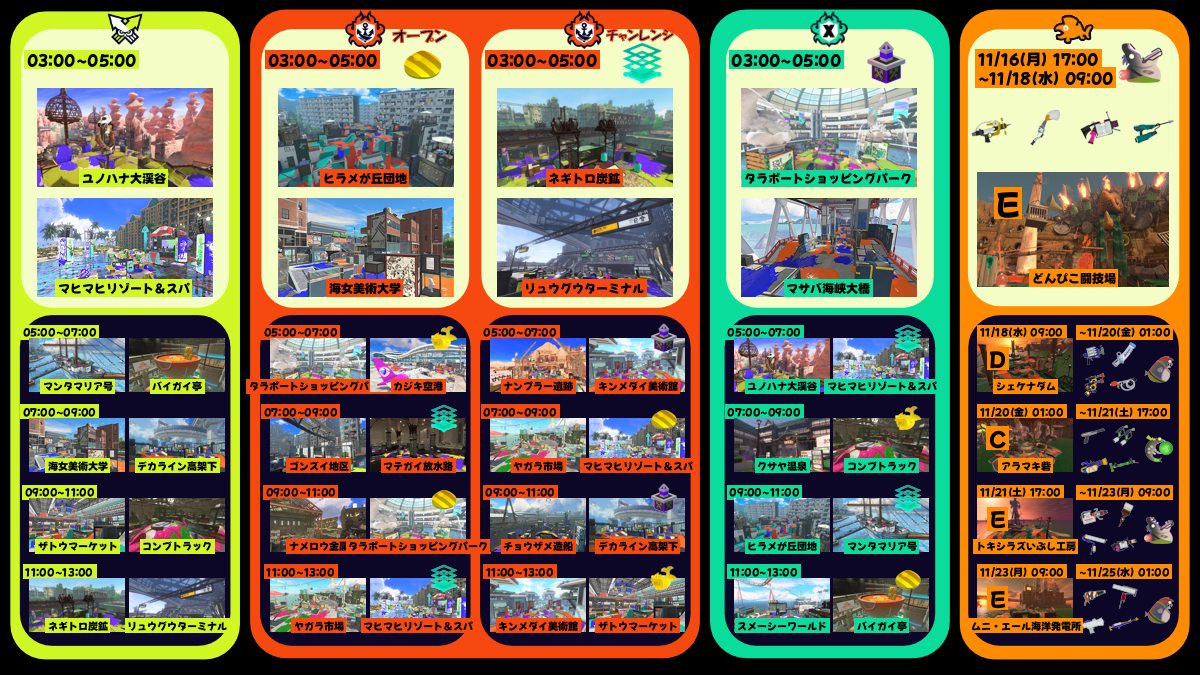 03:00~05:00
ユノハナ大渓谷
マヒマヒリゾート&スパ
05:00~07:00
マンタマリア号
バイガイ亭
07:00~09:00
海女美術大学
デカライン高架下
09:00~11:00
ザトウマーケット
コンブトラック
11:00~13:00
ネギトロ炭鉱
リュウグウターミナル
オープン
03:00~05:00
ヒラメが丘団地
海女美術大学
05:00~07:00
タラポートショッピングパ
カジキ空港
07:00~09:00
ゴンズイ地区
マテガイ放水路
09:00~11:00
ナメロウ金属
タラポートショッピングパーク
11:00~13:00
ヤガラ市場
マヒマヒリゾート&スパ
チャレンジ
03:00~05:00
ネギトロ炭鉱
リュウグウターミナル
05:00~07:00
ナンプラー遺跡
キンメダイ美術館
07:00~09:00
ヤガラ市場
マヒマヒリゾート&スパ
09:00~11:00
チョウザメ造船
デカライン高架下
11:00~13:00
キンメダイ美術館
ザトウマーケット
X
03:00~05:00
タラポートショッピングパーク
マサバ海峡大橋
05:00~07:00
ユノハナ大渓谷
マヒマヒリゾート&スパ
07:00~09:00
クサヤ温泉
コンブトラック
09:00~11:00
ヒラメが丘団地
マンタマリア号
11:00~13:00
スメーシーワールド
バイガイ亭
11/16(月) 17:00
~11/18(水) 09:00
E
どんぴこ闘技場
11/18(水) 09:00
~11/20(金) 01:00
D
シェケナダム
11/20(金) 01:00
~11/21(土) 17:00
C
アラマキ砦
11/21(土) 17:00
~11/23(月) 09:00
E
トキシラズいぶし工房
11/23(月) 09:00
~11/25(水) 01:00
E
ムニ・エール海洋発電所